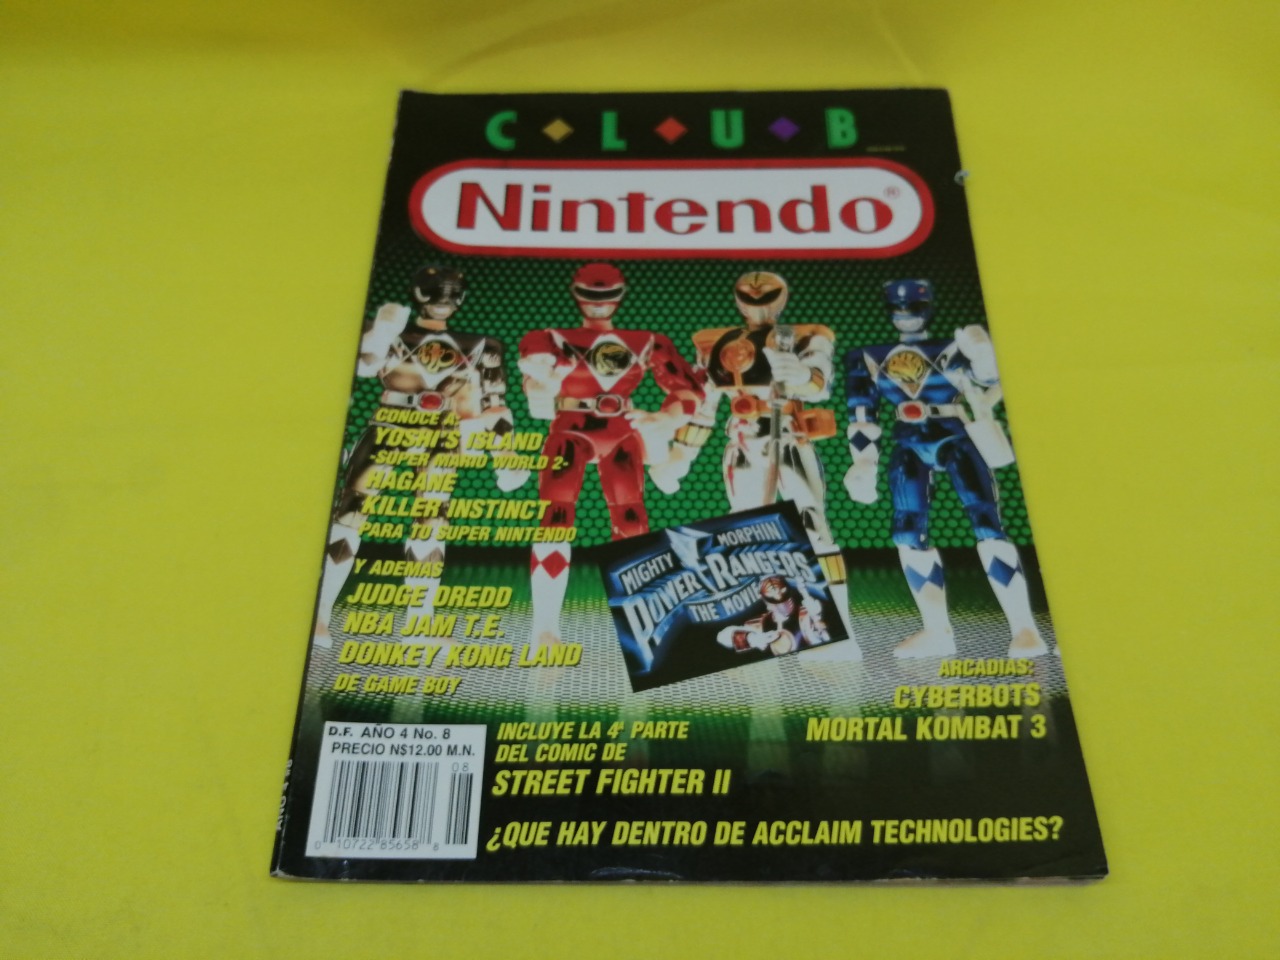 C L U B
Nintendo®
CONOCE A:
YOSHI'S ISLAND
-SUPER MARIO WORLD 2-
HAGANE
KILLER INSTINCT
PARA TU SUPER NINTENDO
Y ADEMAS
JUDGE DREDD
NBA JAM T.E.
DONKEY KONG LAND
DE GAME BOY
MIGHTY MORPHIN
POWER RANGERS
THE MOVIE
ARCADIAS:
CYBERBOTS
MORTAL KOMBAT 3
D.F. AÑO 4 No. 8
PRECIO N$12.00 M.N.
08
0 10722 85658 8
INCLUYE LA 4ª PARTE
DEL COMIC DE
STREET FIGHTER II
¿QUE HAY DENTRO DE ACCLAIM TECHNOLOGIES?